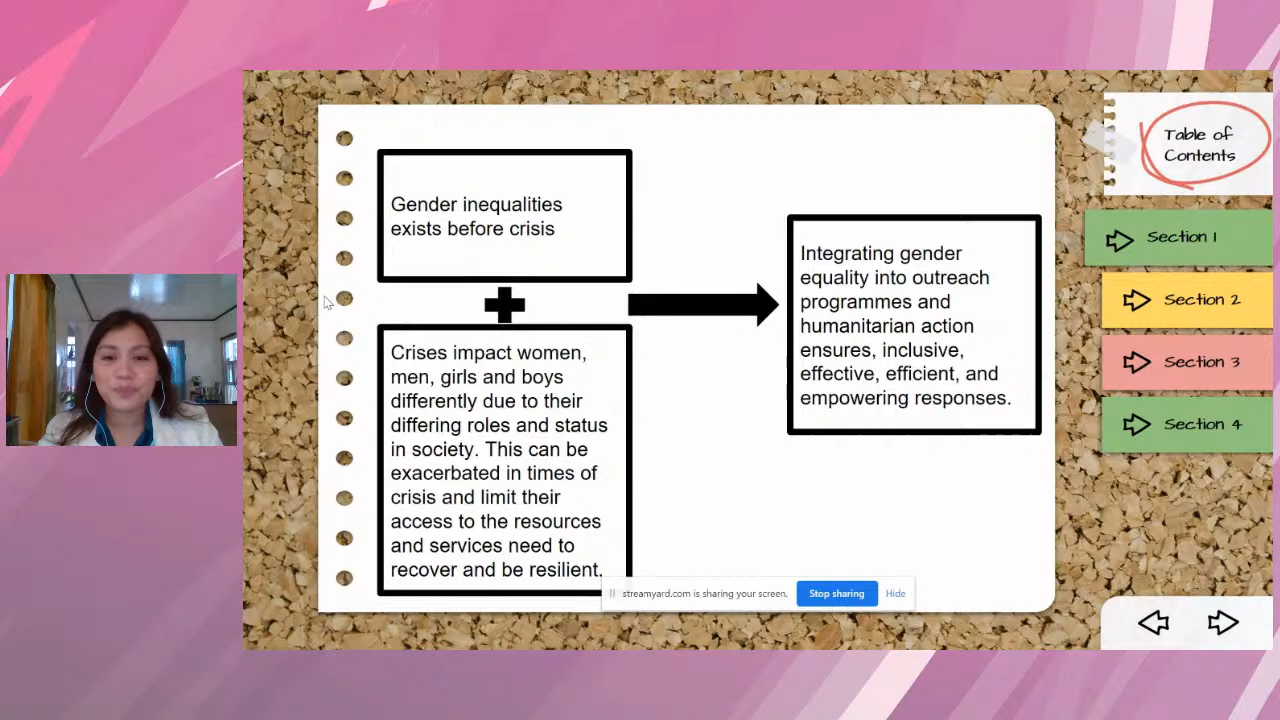 Gender inequalities
exists before crisis
Crises impact women,
men, girls and boys
differently due to their
differing roles and status
in society. This can be
exacerbated in times of
crisis and limit their
access to the resources
and services need to
recover and be resilient.
Integrating gender
equality into outreach
programmes and
humanitarian action
ensures, inclusive,
effective, efficient, and
empowering responses.
Table of
Contents
Section 1
Section 2
Section 3
Section 4
streamyard.com is sharing your screen.
Stop sharing
Hide